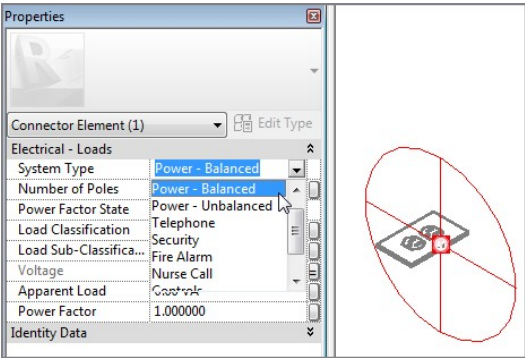 Properties
Connector Element (1)
Edit Type
Electrical - Loads
System Type Power - Balanced
Number of Poles Power - Balanced
Power Factor State Power - Unbalanced
Load Classification Telephone
Load Sub-Classifica... Security
Fire Alarm
Voltage Nurse Call
Apparent Load Controls
Power Factor 1.000000
Identity Data